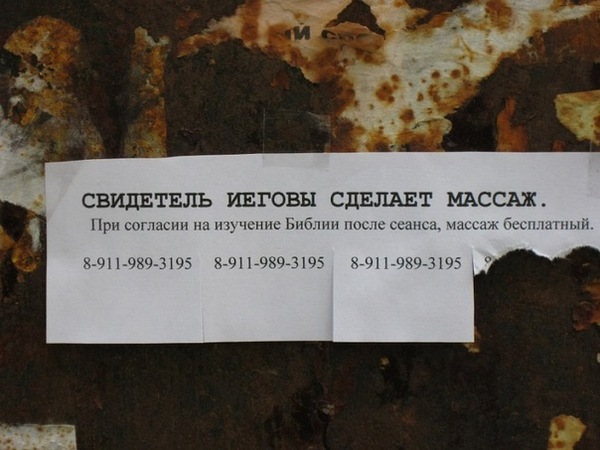 СВИДЕТЕЛЬ ИЕГОВЫ СДЕЛАЕТ МАССАЖ.
При согласии на изучение Библии после сеанса, массаж бесплатный.
8-911-989-3195 8-911-989-3195 8-911-989-3195 8